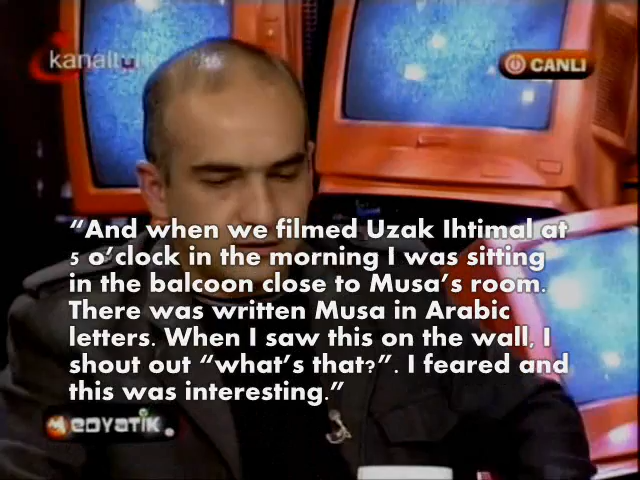 kanaltürk
CANLI
“And when we filmed Uzak Ihtimal at
5 o’clock in the morning I was sitting
in the balcoon close to Musa’s room.
There was written Musa in Arabic
letters. When I saw this on the wall, I
shout out “what’s that?”. I feared and
this was interesting.”
MEDYATİK.